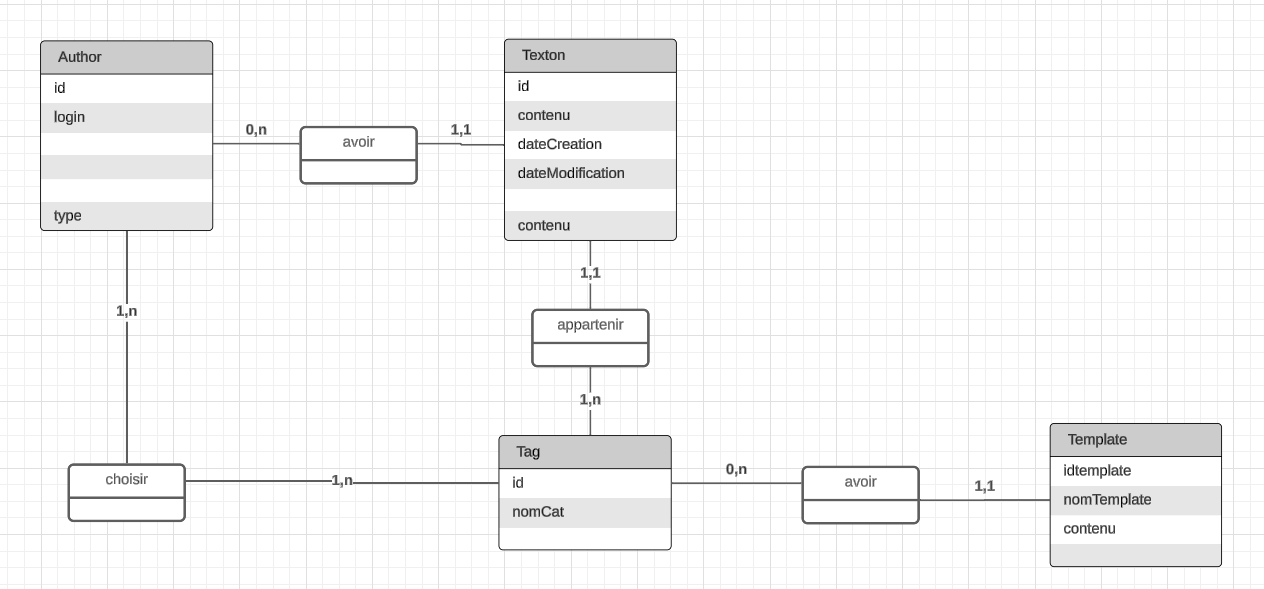 Author
id
login
type
0,n
avoir
1,1
Texton
id
contenu
dateCreation
dateModification
contenu
1,1
appartenir
1,n
1,n
choisir
1,n
Tag
id
nomCat
0,n
avoir
1,1
Template
idtemplate
nomTemplate
contenu